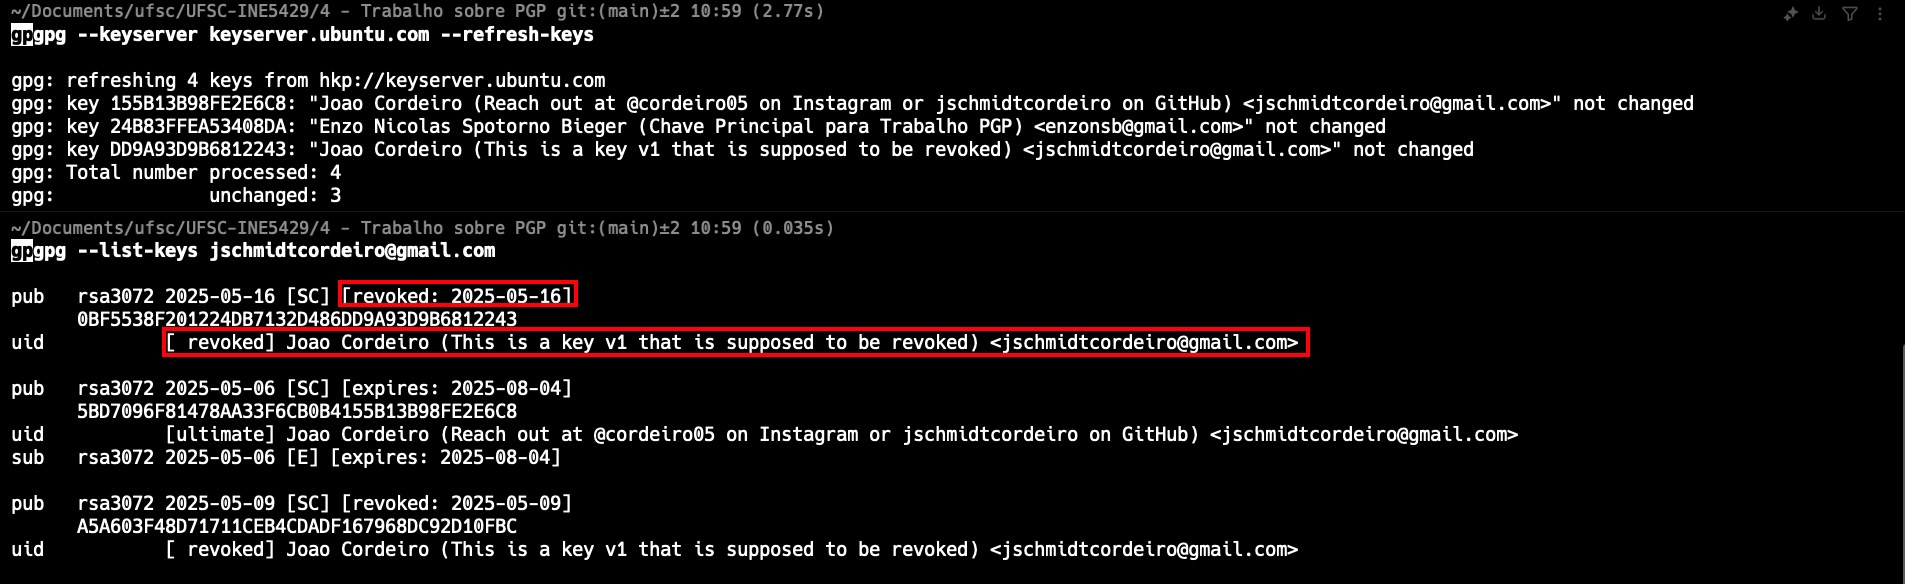 ~/Documents/ufsc/UFSC-INE5429/4 - Trabalho sobre PGP git:(main)±2 10:59 (2.77s)
gpgpg --keyserver keyserver.ubuntu.com --refresh-keys
gpg: refreshing 4 keys from hkp://keyserver.ubuntu.com
gpg: key 155B13B98FE2E6C8: "Joao Cordeiro (Reach out at @cordeiro05 on Instagram or jschmidtcordeiro on GitHub) <jschmidtcordeiro@gmail.com>" not changed
gpg: key 24B83FFEA53408DA: "Enzo Nicolas Spotorno Bieger (Chave Principal para Trabalho PGP) <enzonsb@gmail.com>" not changed
gpg: key DD9A93D9B6812243: "Joao Cordeiro (This is a key v1 that is supposed to be revoked) <jschmidtcordeiro@gmail.com>" not changed
gpg: Total number processed: 4
gpg:              unchanged: 3
~/Documents/ufsc/UFSC-INE5429/4 - Trabalho sobre PGP git:(main)±2 10:59 (0.035s)
gpgpg --list-keys jschmidtcordeiro@gmail.com
pub   rsa3072 2025-05-16 [SC] [revoked: 2025-05-16]
      0BF5538F201224DB7132D486DD9A93D9B6812243
uid           [ revoked] Joao Cordeiro (This is a key v1 that is supposed to be revoked) <jschmidtcordeiro@gmail.com>
pub   rsa3072 2025-05-06 [SC] [expires: 2025-08-04]
      5BD7096F81478AA33F6CB0B4155B13B98FE2E6C8
uid           [ultimate] Joao Cordeiro (Reach out at @cordeiro05 on Instagram or jschmidtcordeiro on GitHub) <jschmidtcordeiro@gmail.com>
sub   rsa3072 2025-05-06 [E] [expires: 2025-08-04]
pub   rsa3072 2025-05-09 [SC] [revoked: 2025-05-09]
      A5A603F48D71711CEB4CDADF167968DC92D10FBC
uid           [ revoked] Joao Cordeiro (This is a key v1 that is supposed to be revoked) <jschmidtcordeiro@gmail.com>